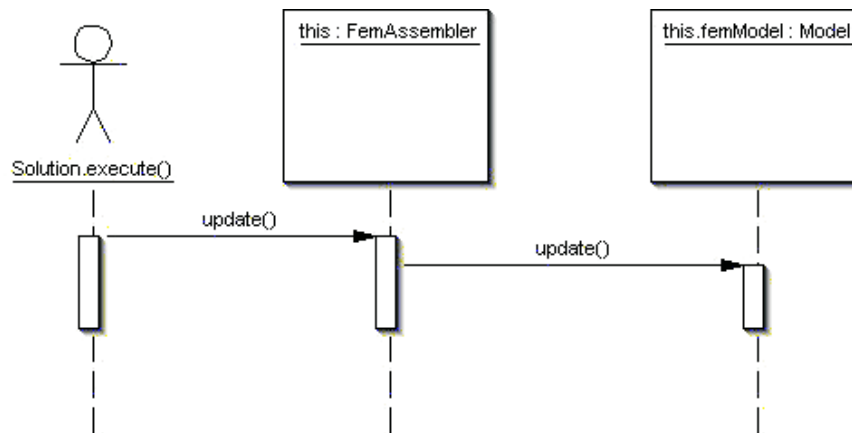 this : FemAssembler
this.femModel : Model
Solution.execute()
update()
update()